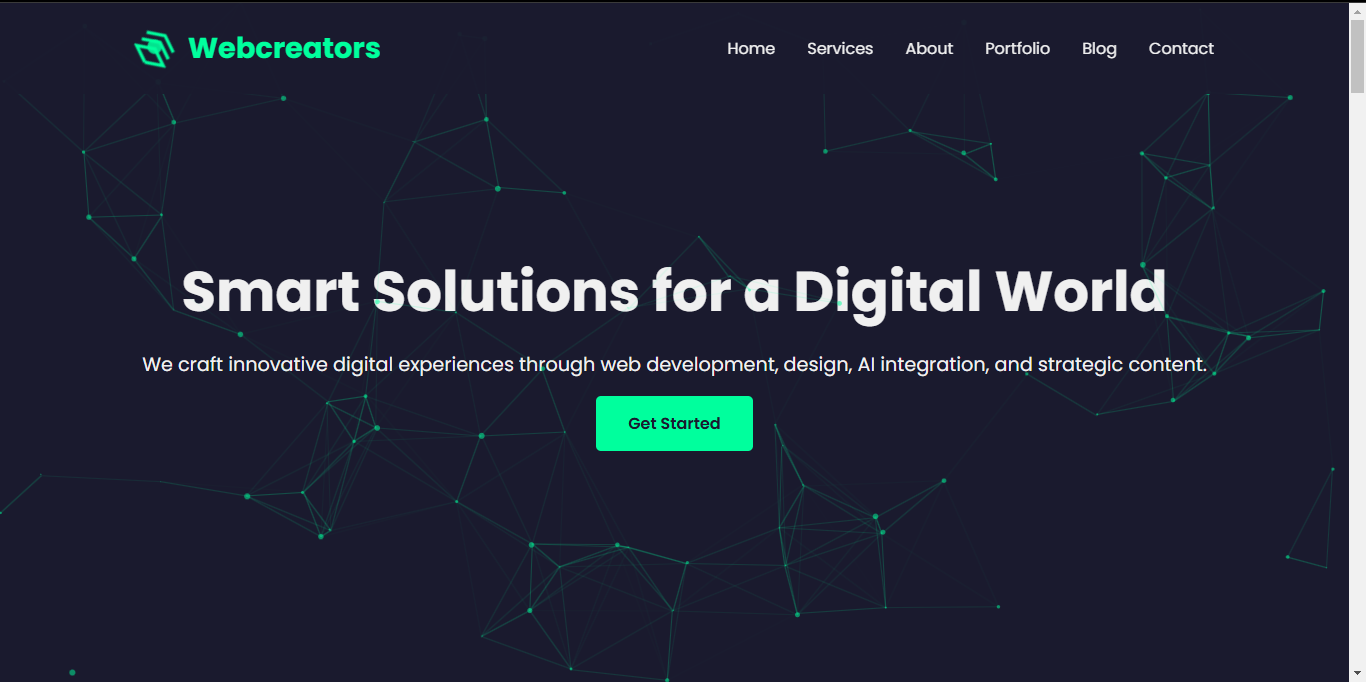 Webcreators
Home Services About Portfolio Blog Contact
Smart Solutions for a Digital World
We craft innovative digital experiences through web development, design, AI integration, and strategic content.
Get Started